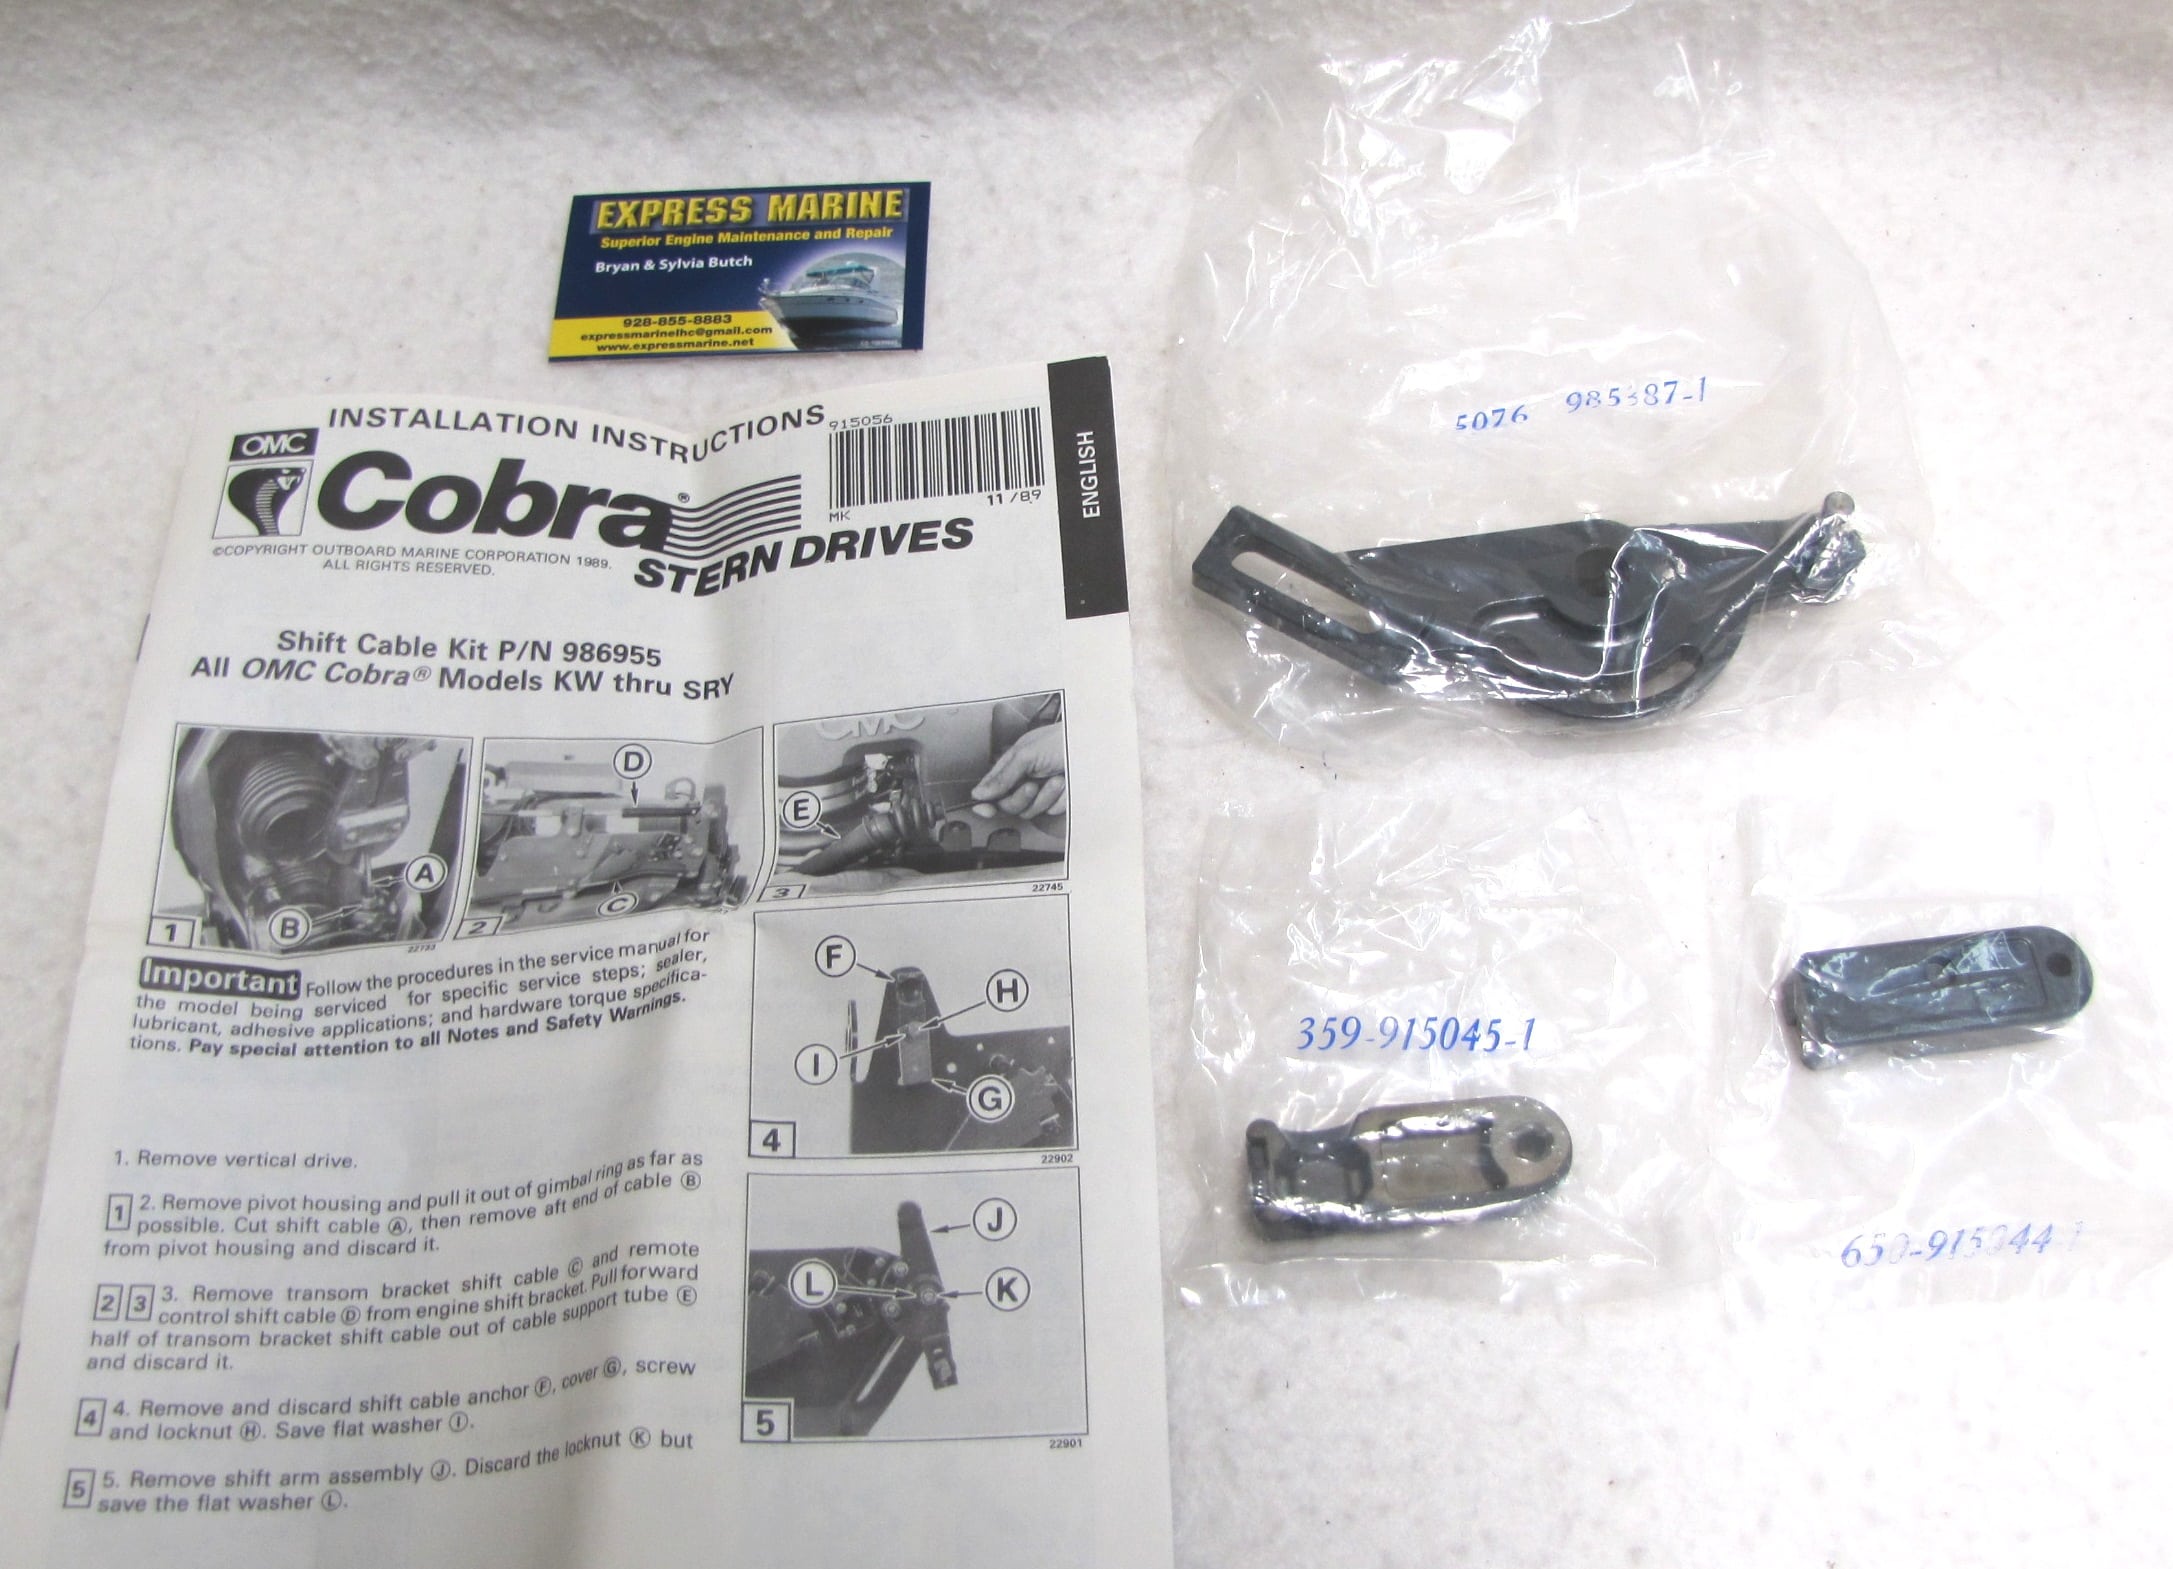 EXPRESS MARINE
Superior Engine Maintenance and Repair
Bryan & Sylvia Butch
928-855-8883
expressmarinelhc@gmail.com
www.expressmarine.net
INSTALLATION INSTRUCTIONS
915056
OMC
Cobra®
STERN DRIVES
11/89
MK
ENGLISH
©COPYRIGHT OUTBOARD MARINE CORPORATION 1989.
ALL RIGHTS RESERVED.
Shift Cable Kit P/N 986955
All OMC Cobra® Models KW thru SRY
A
B
1
22733
D
C
2
OMC
E
3
22745
Important Follow the procedures in the service manual for
the model being serviced for specific service steps; sealer,
lubricant, adhesive applications; and hardware torque specifica-
tions. Pay special attention to all Notes and Safety Warnings.
F
H
I
G
4
22902
1. Remove vertical drive.
1 2. Remove pivot housing and pull it out of gimbal ring as far as
possible. Cut shift cable Ⓐ, then remove aft end of cable Ⓑ
from pivot housing and discard it.
2 3 3. Remove transom bracket shift cable Ⓒ and remote
control shift cable Ⓓ from engine shift bracket. Pull forward
half of transom bracket shift cable out of cable support tube Ⓔ
and discard it.
4 4. Remove and discard shift cable anchor Ⓕ, cover Ⓖ, screw
and locknut Ⓗ. Save flat washer Ⓘ.
5 5. Remove shift arm assembly Ⓙ. Discard the locknut Ⓚ but
save the flat washer Ⓛ.
J
L
K
5
22901
5076 985387-1
359-915045-1
650-915044-1